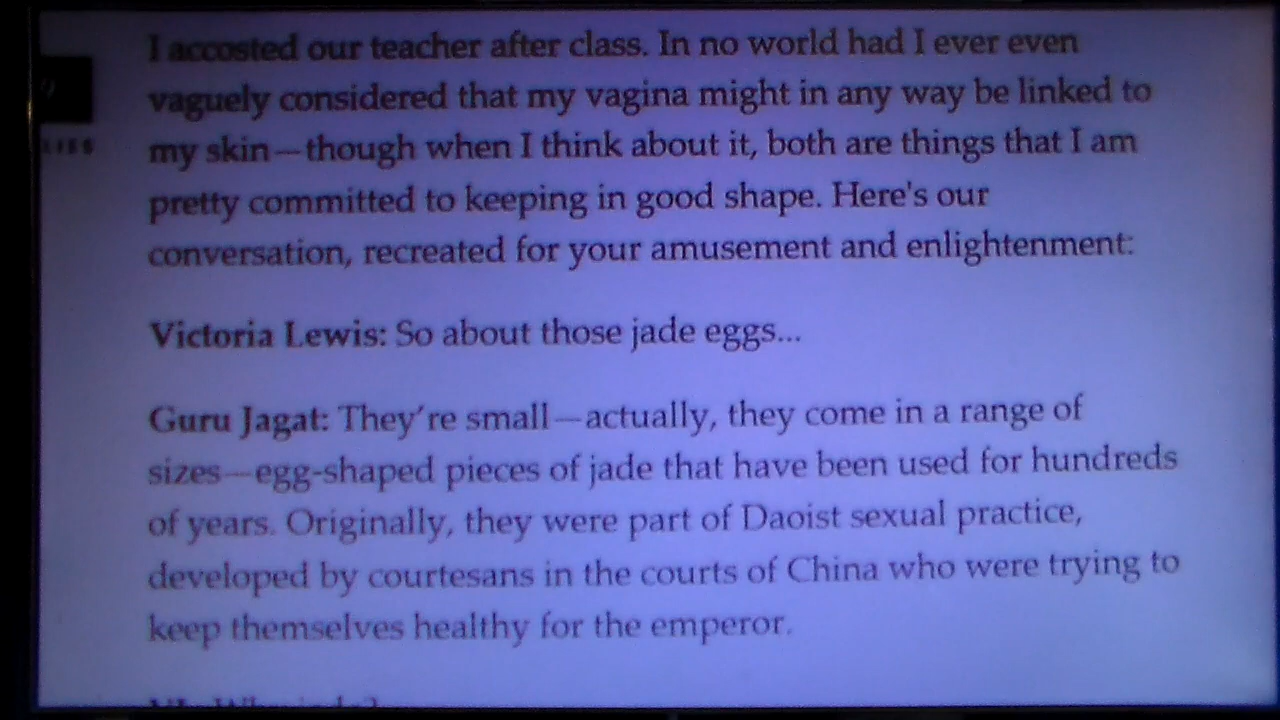 I accosted our teacher after class. In no world had I ever even
vaguely considered that my vagina might in any way be linked to
my skin—though when I think about it, both are things that I am
pretty committed to keeping in good shape. Here's our
conversation, recreated for your amusement and enlightenment:
Victoria Lewis: So about those jade eggs...
Guru Jagat: They're small—actually, they come in a range of
sizes—egg-shaped pieces of jade that have been used for hundreds
of years. Originally, they were part of Daoist sexual practice,
developed by courtesans in the courts of China who were trying to
keep themselves healthy for the emperor.